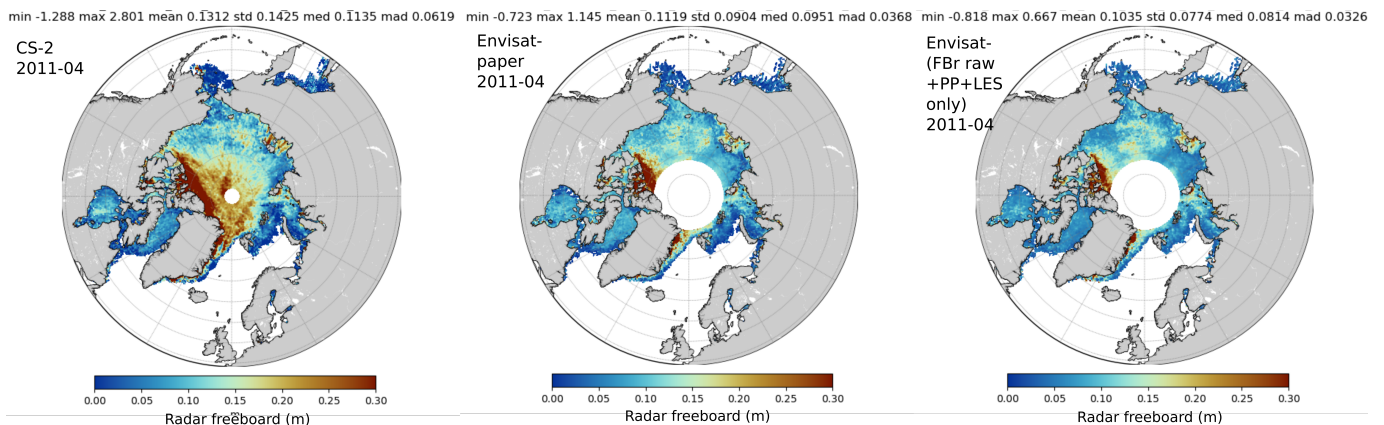 min -1.288 max 2.801 mean 0.1312 std 0.1425 med 0.1135 mad 0.0619
CS-2
2011-04
0.00 0.05 0.10 0.15 0.20 0.25 0.30
Radar freeboard (m)
min -0.723 max 1.145 mean 0.1119 std 0.0904 med 0.0951 mad 0.0368
Envisat-
paper
2011-04
0.00 0.05 0.10 0.15 0.20 0.25 0.30
Radar freeboard (m)
min -0.818 max 0.667 mean 0.1035 std 0.0774 med 0.0814 mad 0.0326
Envisat-
(FBr raw
+PP+LES
only)
2011-04
0.00 0.05 0.10 0.15 0.20 0.25 0.30
Radar freeboard (m)